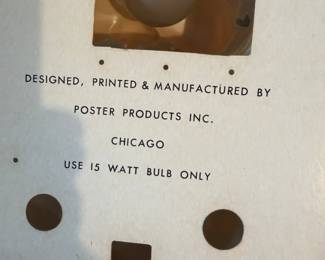 DESIGNED, PRINTED & MANUFACTURED BY
POSTER PRODUCTS INC.
CHICAGO
USE 15 WATT BULB ONLY